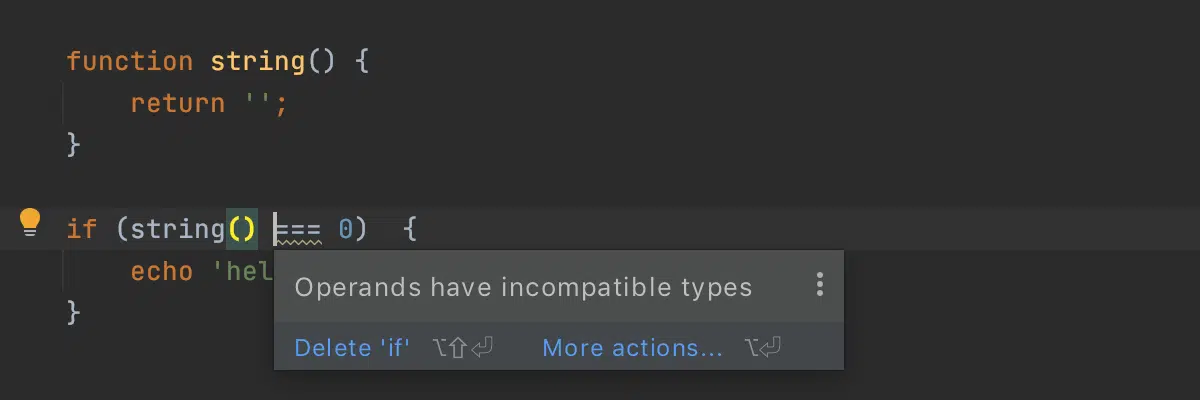 function string() {
    return '';
}
if (string() === 0)  {
    echo 'hel
Operands have incompatible types
}
Delete 'if' ⌥⇧⏎ More actions... ⌥⏎